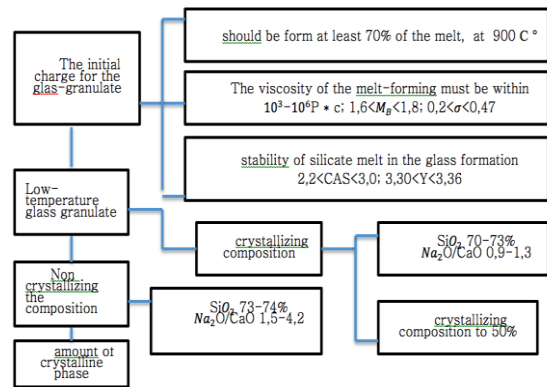 The initial
charge for the
glas-granulate
should be form at least 70% of the melt, at 900 C °
The viscosity of the melt-forming must be within
10³-10⁶P * c; 1,6<M_B<1,8; 0,2<σ<0,47
stability of silicate melt in the glass formation
2,2<CAS<3,0; 3,30<Y<3,36
Low-
temperature
glass granulate
crystallizing
composition
SiO₂ 70-73%
Na₂O/CaO 0,9-1,3
Non
crystallizing
the
composition
SiO₂ 73-74%
Na₂O/CaO 1,5-4,2
crystallizing
composition to 50%
amount of
crystalline
phase